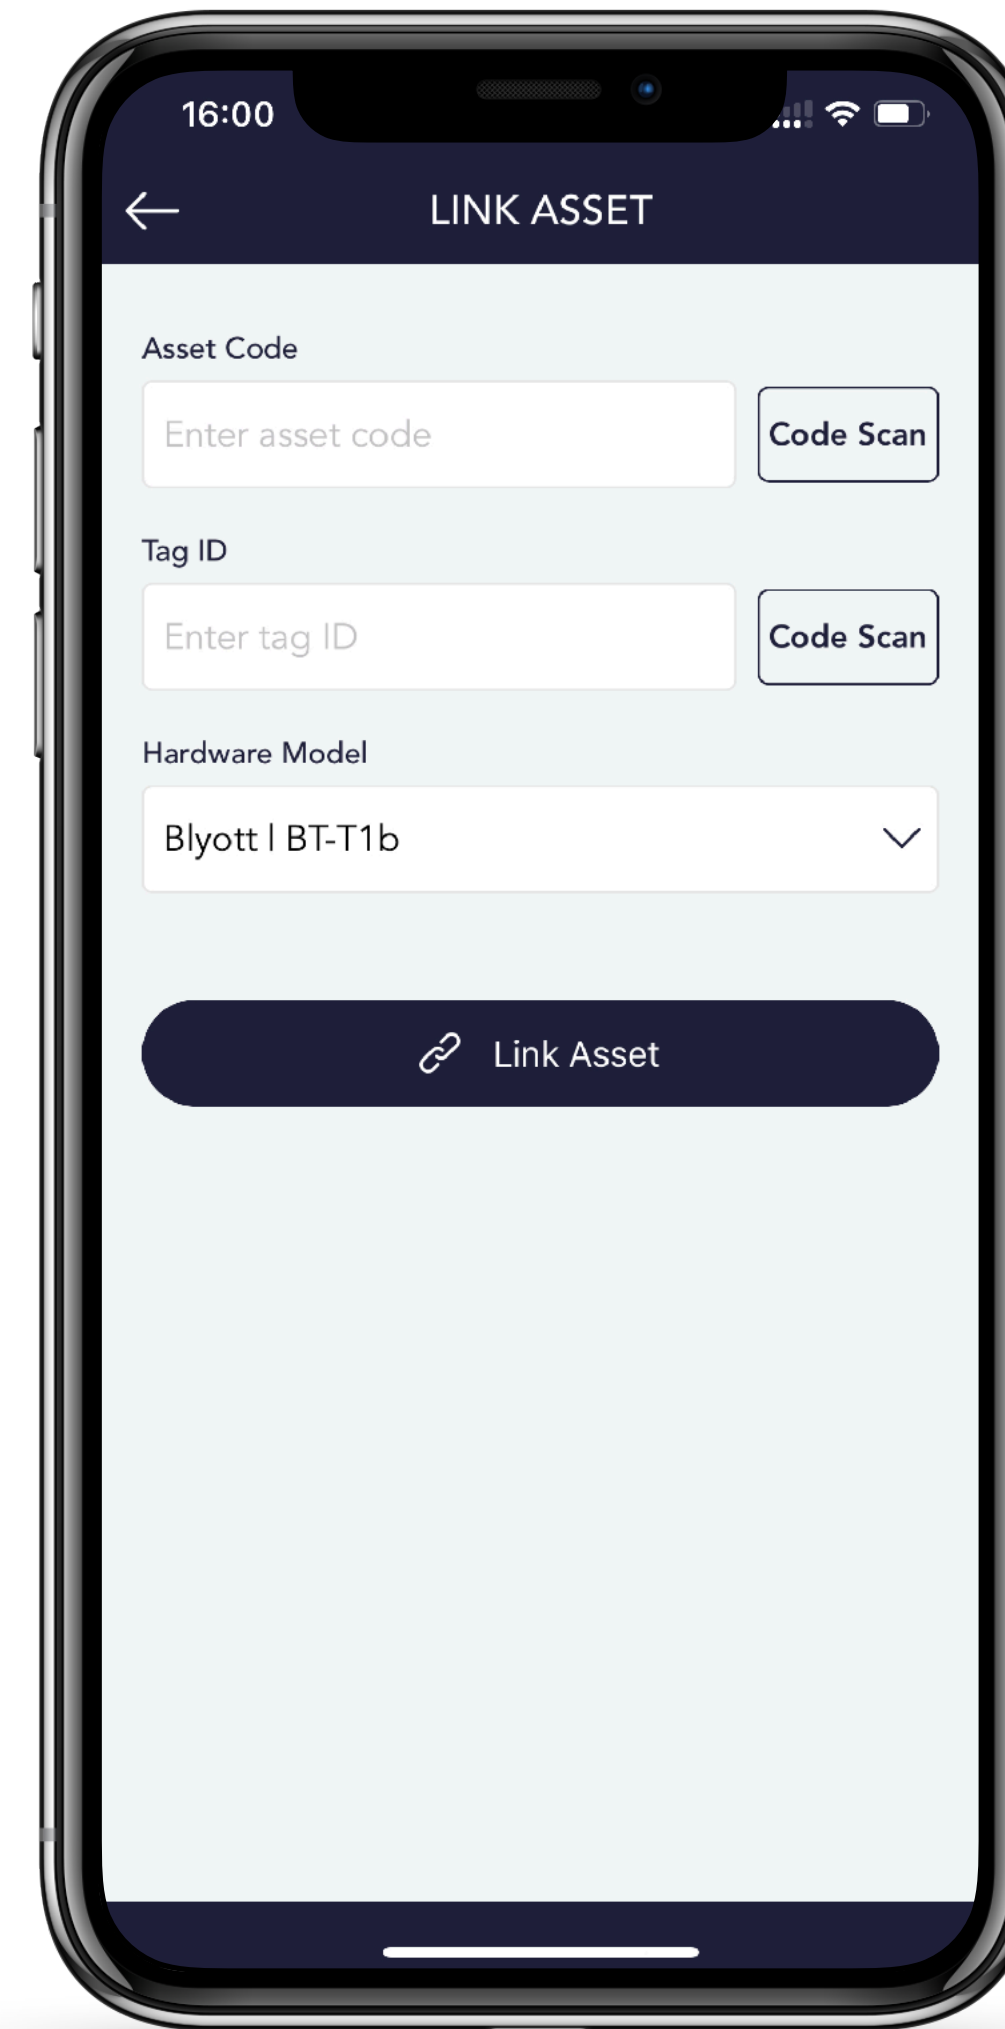 16:00
LINK ASSET
Asset Code
Enter asset code
Code Scan
Tag ID
Enter tag ID
Code Scan
Hardware Model
Blyott | BT-T1b
Link Asset